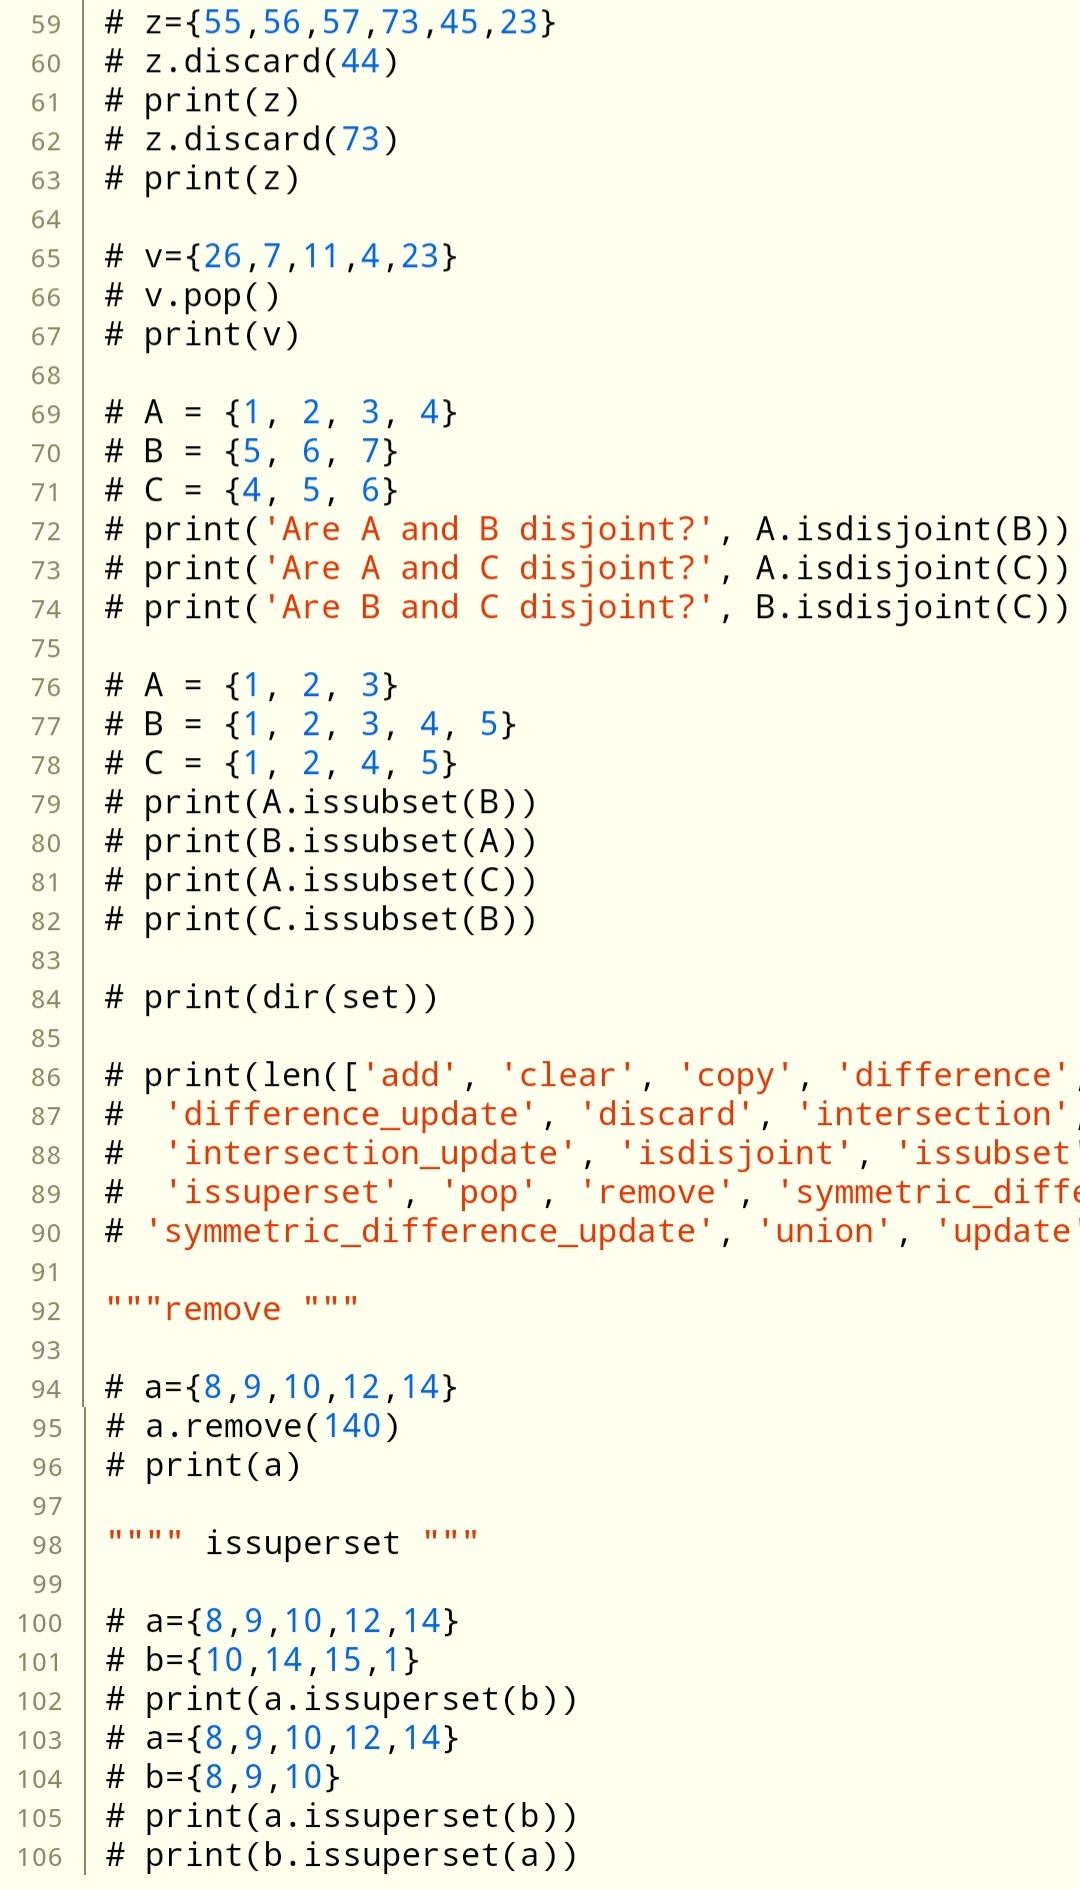 59 # z={55,56,57,73,45,23}
60 # z.discard(44)
61 # print(z)
62 # z.discard(73)
63 # print(z)
64
65 # v={26,7,11,4,23}
66 # v.pop()
67 # print(v)
68
69 # A = {1, 2, 3, 4}
70 # B = {5, 6, 7}
71 # C = {4, 5, 6}
72 # print('Are A and B disjoint?', A.isdisjoint(B))
73 # print('Are A and C disjoint?', A.isdisjoint(C))
74 # print('Are B and C disjoint?', B.isdisjoint(C))
75
76 # A = {1, 2, 3}
77 # B = {1, 2, 3, 4, 5}
78 # C = {1, 2, 4, 5}
79 # print(A.issubset(B))
80 # print(B.issubset(A))
81 # print(A.issubset(C))
82 # print(C.issubset(B))
83
84 # print(dir(set))
85
86 # print(len(['add', 'clear', 'copy', 'difference',
87 #  'difference_update', 'discard', 'intersection',
88 #  'intersection_update', 'isdisjoint', 'issubset'
89 #  'issuperset', 'pop', 'remove', 'symmetric_diffe
90 # 'symmetric_difference_update', 'union', 'update'
91
92 """remove """
93
94 # a={8,9,10,12,14}
95 # a.remove(140)
96 # print(a)
97
98 """" issuperset """
99
100 # a={8,9,10,12,14}
101 # b={10,14,15,1}
102 # print(a.issuperset(b))
103 # a={8,9,10,12,14}
104 # b={8,9,10}
105 # print(a.issuperset(b))
106 # print(b.issuperset(a))